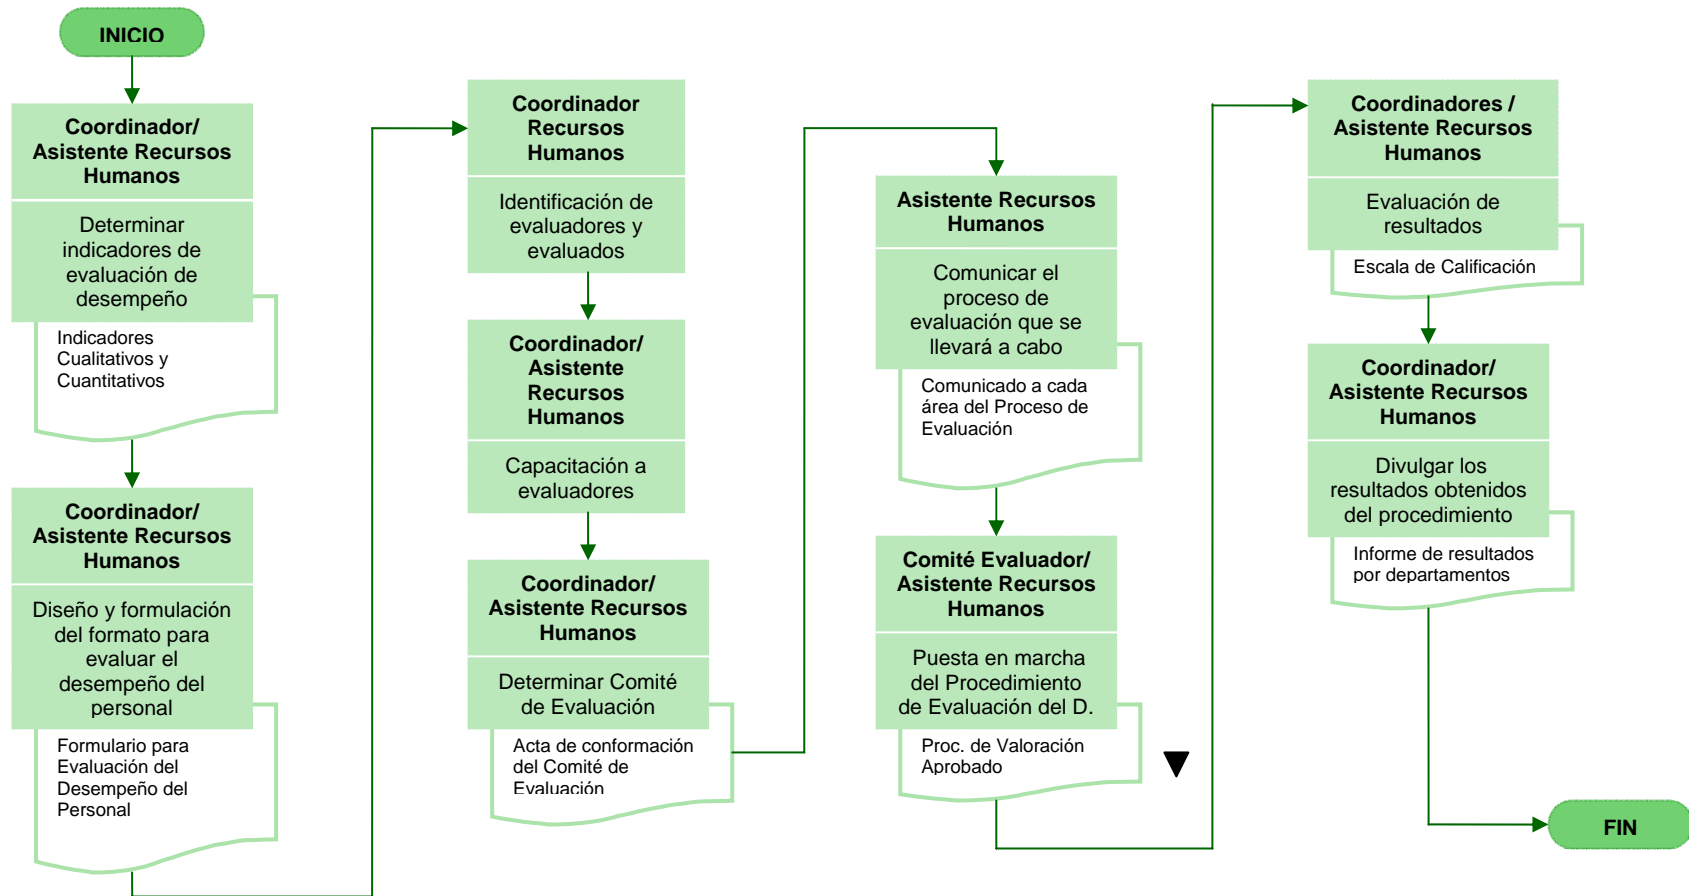 INICIO
Coordinador/
Asistente Recursos
Humanos
Determinar
indicadores de
evaluación de
desempeño
Indicadores
Cualitativos y
Cuantitativos
Coordinador/
Asistente Recursos
Humanos
Diseño y formulación
del formato para
evaluar el
desempeño del
personal
Formulario para
Evaluación del
Desempeño del
Personal
Coordinador
Recursos
Humanos
Identificación de
evaluadores y
evaluados
Coordinador/
Asistente
Recursos
Humanos
Capacitación a
evaluadores
Coordinador/
Asistente Recursos
Humanos
Determinar Comité
de Evaluación
Acta de conformación
del Comité de
Evaluación
Asistente Recursos
Humanos
Comunicar el
proceso de
evaluación que se
llevará a cabo
Comunicado a cada
área del Proceso de
Evaluación
Comité Evaluador/
Asistente Recursos
Humanos
Puesta en marcha
del Procedimiento
de Evaluación del D.
Proc. de Valoración
Aprobado
Coordinadores /
Asistente Recursos
Humanos
Evaluación de
resultados
Escala de Calificación
Coordinador/
Asistente Recursos
Humanos
Divulgar los
resultados obtenidos
del procedimiento
Informe de resultados
por departamentos
FIN